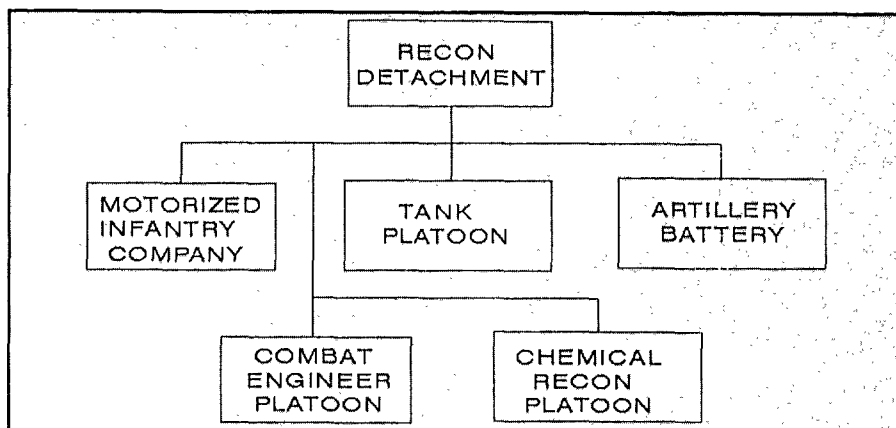 RECON
DETACHMENT
MOTORIZED
INFANTRY
COMPANY
TANK
PLATOON
ARTILLERY
BATTERY
COMBAT
ENGINEER
PLATOON
CHEMICAL
RECON
PLATOON